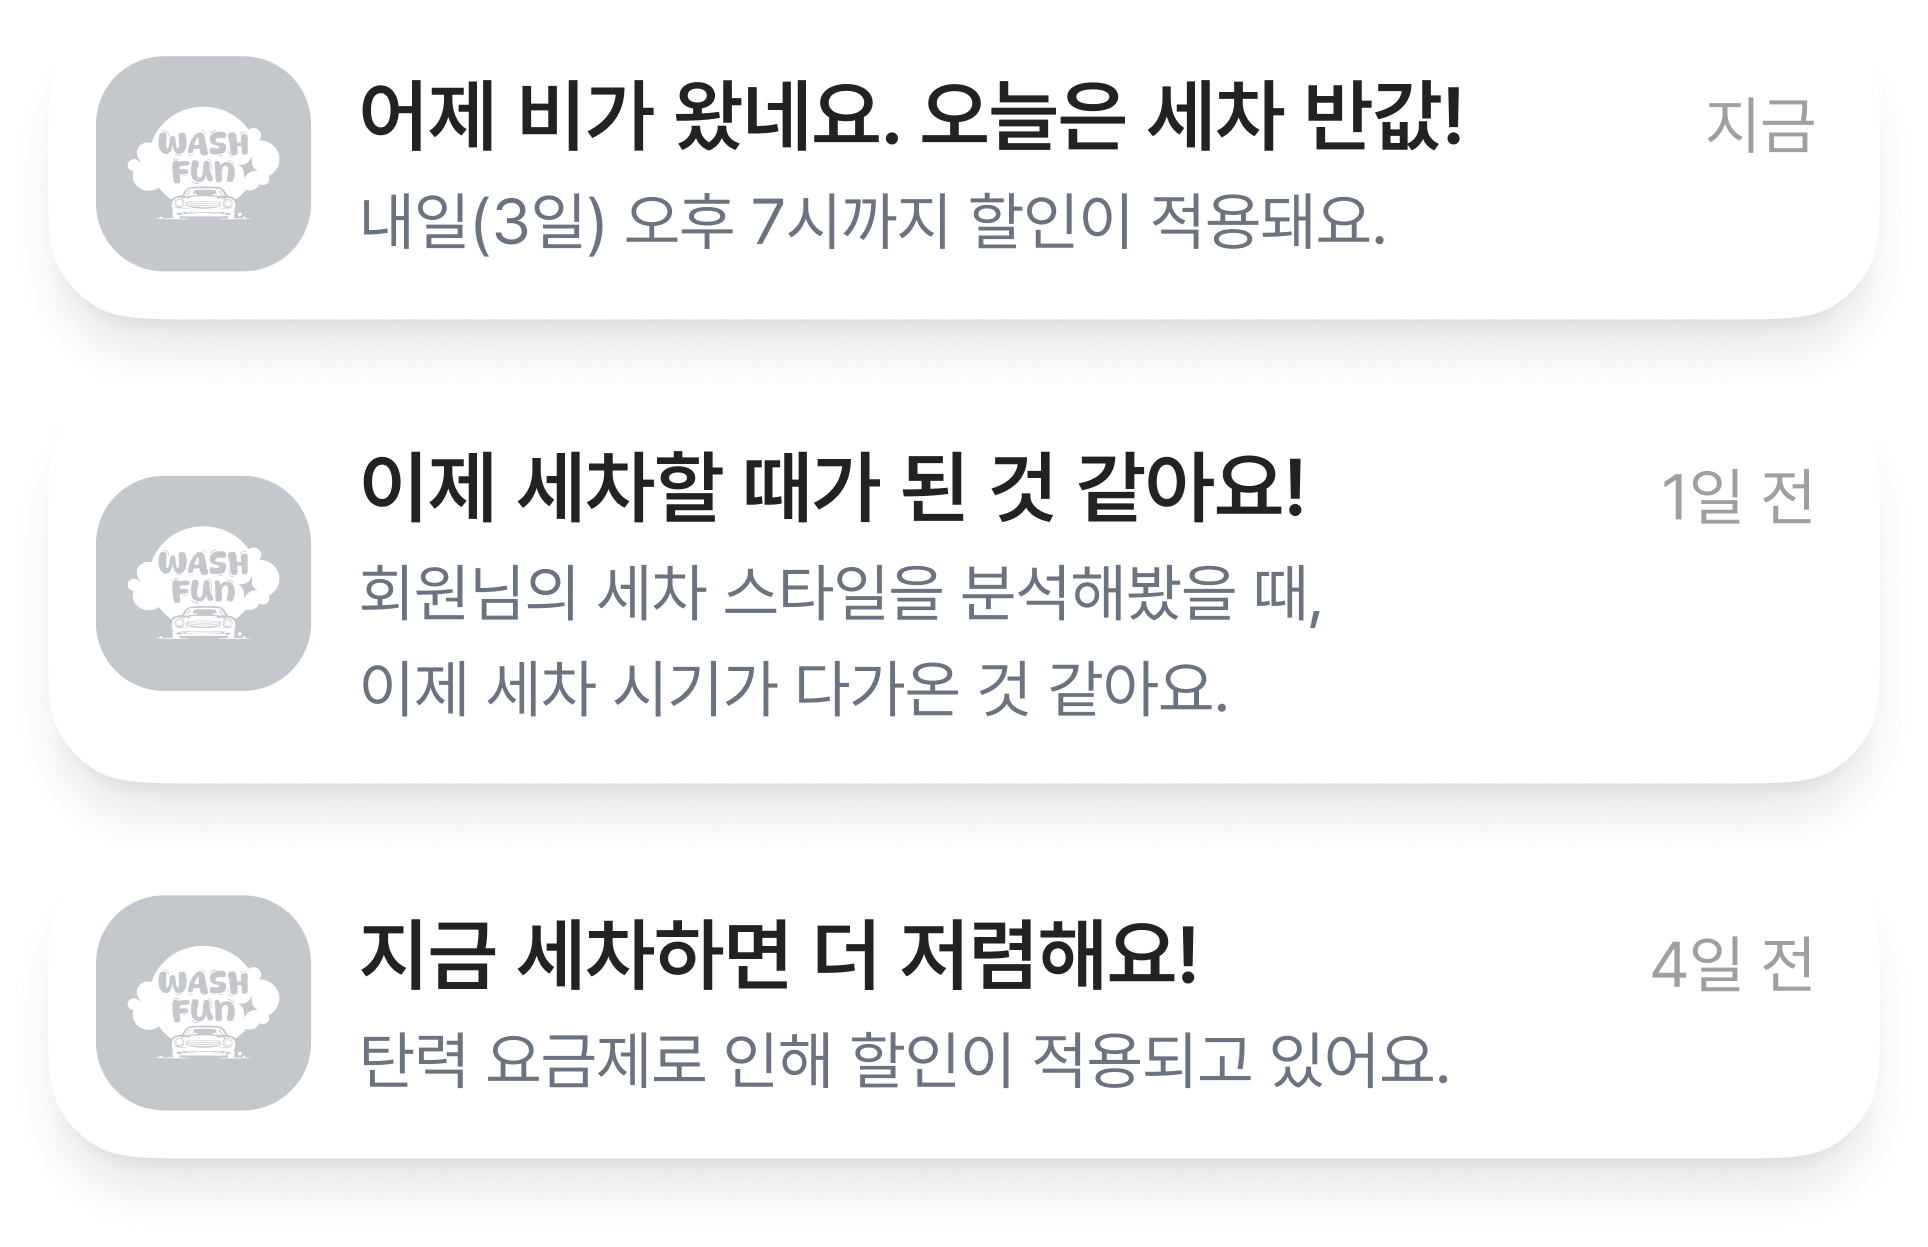 WASH
FUN
어제 비가 왔네요. 오늘은 세차 반값!
지금
내일(3일) 오후 7시까지 할인이 적용돼요.
WASH
FUN
이제 세차할 때가 된 것 같아요!
1일 전
회원님의 세차 스타일을 분석해봤을 때,
이제 세차 시기가 다가온 것 같아요.
WASH
FUN
지금 세차하면 더 저렴해요!
4일 전
탄력 요금제로 인해 할인이 적용되고 있어요.